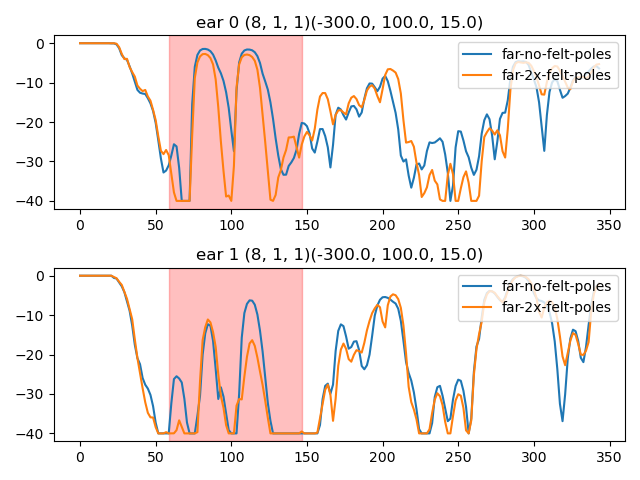 ear 0 (8, 1, 1)(-300.0, 100.0, 15.0)
0
−10
−20
−30
−40
far-no-felt-poles
far-2x-felt-poles
0 50 100 150 200 250 300 350
ear 1 (8, 1, 1)(-300.0, 100.0, 15.0)
0
−10
−20
−30
−40
far-no-felt-poles
far-2x-felt-poles
0 50 100 150 200 250 300 350